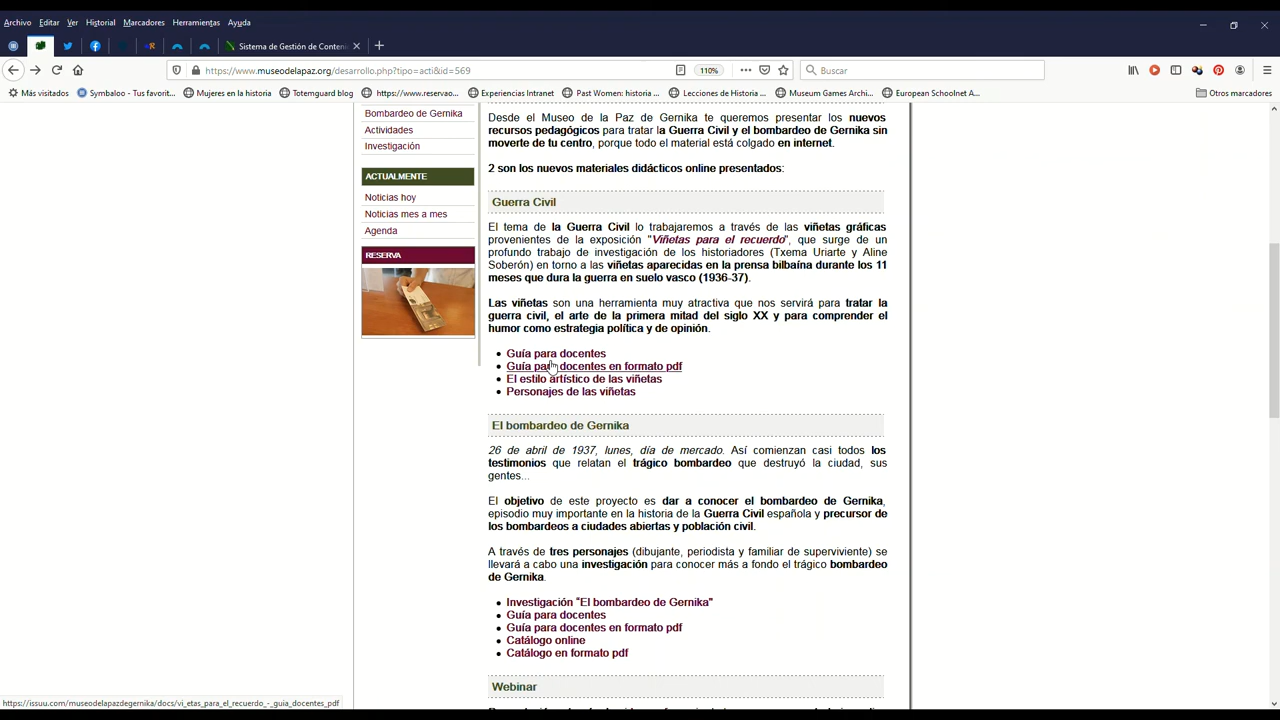 Archivo Editar Ver Historial Marcadores Herramientas Ayuda
Sistema de Gestión de Conteni
https://www.museodelapaz.org/desarrollo.php?tipo=acti&id=569
110%
Buscar
Más visitados Symbaloo - Tus favorit... Mujeres en la historia Totemguard blog https://www.reservao... Experiencias Intranet Past Women: historia ... Lecciones de Historia ... Museum Games Archi... European Schoolnet A... Otros marcadores
Bombardeo de Gernika
Actividades
Investigación
ACTUALMENTE
Noticias hoy
Noticias mes a mes
Agenda
RESERVA
Desde el Museo de la Paz de Gernika te queremos presentar los nuevos
recursos pedagógicos para tratar la Guerra Civil y el bombardeo de Gernika sin
moverte de tu centro, porque todo el material está colgado en internet.
2 son los nuevos materiales didácticos online presentados:
Guerra Civil
El tema de la Guerra Civil lo trabajaremos a través de las viñetas gráficas
provenientes de la exposición "Viñetas para el recuerdo", que surge de un
profundo trabajo de investigación de los historiadores (Txema Uriarte y Aline
Soberón) en torno a las viñetas aparecidas en la prensa bilbaína durante los 11
meses que dura la guerra en suelo vasco (1936-37).
Las viñetas son una herramienta muy atractiva que nos servirá para tratar la
guerra civil, el arte de la primera mitad del siglo XX y para comprender el
humor como estrategia política y de opinión.
Guía para docentes
Guía para docentes en formato pdf
El estilo artístico de las viñetas
Personajes de las viñetas
El bombardeo de Gernika
26 de abril de 1937, lunes, día de mercado. Así comienzan casi todos los
testimonios que relatan el trágico bombardeo que destruyó la ciudad, sus
gentes...
El objetivo de este proyecto es dar a conocer el bombardeo de Gernika,
episodio muy importante en la historia de la Guerra Civil española y precursor de
los bombardeos a ciudades abiertas y población civil.
A través de tres personajes (dibujante, periodista y familiar de superviviente) se
llevará a cabo una investigación para conocer más a fondo el trágico bombardeo
de Gernika.
Investigación "El bombardeo de Gernika"
Guía para docentes
Guía para docentes en formato pdf
Catálogo online
Catálogo en formato pdf
Webinar
https://issuu.com/museodelapazdegernika/docs/vi_etas_para_el_recuerdo_-_guia_docentes_pdf